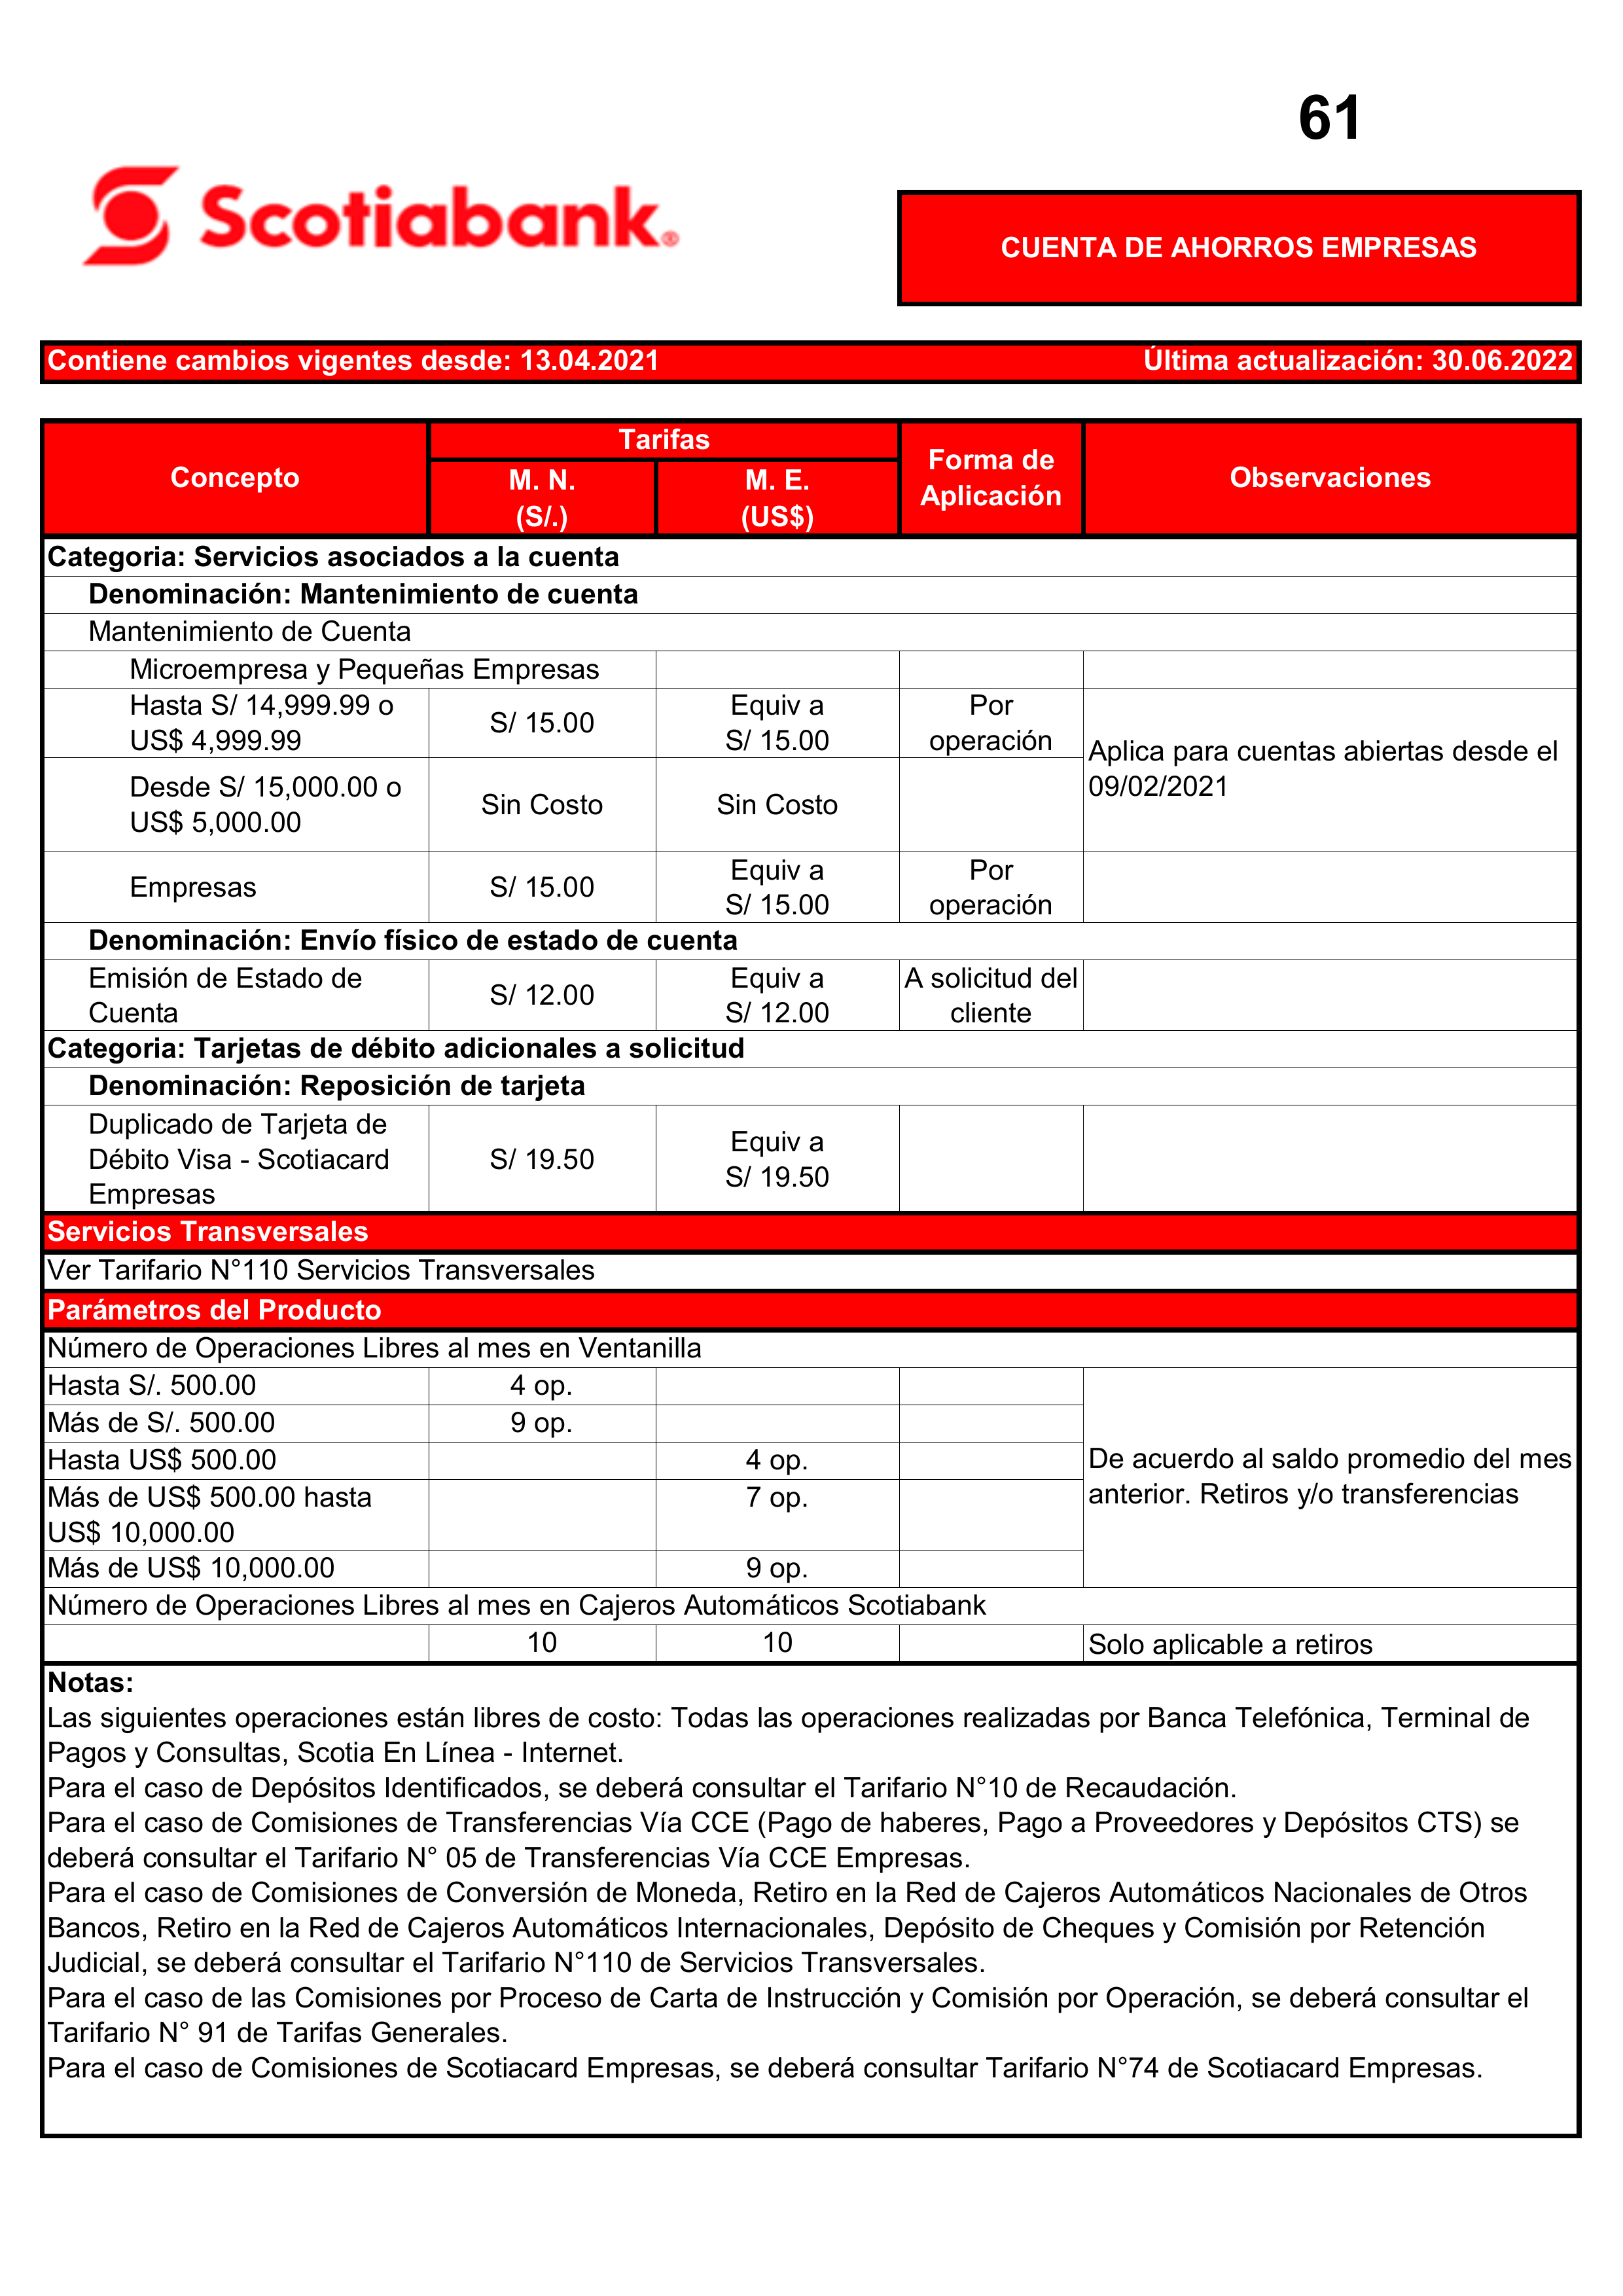 61
Scotiabank®
CUENTA DE AHORROS EMPRESAS
Contiene cambios vigentes desde: 13.04.2021 Última actualización: 30.06.2022
Concepto
Tarifas
M. N.
(S/.)
M. E.
(US$)
Forma de
Aplicación
Observaciones
Categoria: Servicios asociados a la cuenta
Denominación: Mantenimiento de cuenta
Mantenimiento de Cuenta
Microempresa y Pequeñas Empresas
Hasta S/ 14,999.99 o
US$ 4,999.99
S/ 15.00
Equiv a
S/ 15.00
Por
operación
Aplica para cuentas abiertas desde el
09/02/2021
Desde S/ 15,000.00 o
US$ 5,000.00
Sin Costo
Sin Costo
Empresas
S/ 15.00
Equiv a
S/ 15.00
Por
operación
Denominación: Envío físico de estado de cuenta
Emisión de Estado de
Cuenta
S/ 12.00
Equiv a
S/ 12.00
A solicitud del
cliente
Categoria: Tarjetas de débito adicionales a solicitud
Denominación: Reposición de tarjeta
Duplicado de Tarjeta de
Débito Visa - Scotiacard
Empresas
S/ 19.50
Equiv a
S/ 19.50
Servicios Transversales
Ver Tarifario N°110 Servicios Transversales
Parámetros del Producto
Número de Operaciones Libres al mes en Ventanilla
Hasta S/. 500.00 4 op.
Más de S/. 500.00 9 op.
Hasta US$ 500.00 4 op.
Más de US$ 500.00 hasta
US$ 10,000.00
7 op.
Más de US$ 10,000.00 9 op.
De acuerdo al saldo promedio del mes
anterior. Retiros y/o transferencias
Número de Operaciones Libres al mes en Cajeros Automáticos Scotiabank
10 10 Solo aplicable a retiros
Notas:
Las siguientes operaciones están libres de costo: Todas las operaciones realizadas por Banca Telefónica, Terminal de
Pagos y Consultas, Scotia En Línea - Internet.
Para el caso de Depósitos Identificados, se deberá consultar el Tarifario N°10 de Recaudación.
Para el caso de Comisiones de Transferencias Vía CCE (Pago de haberes, Pago a Proveedores y Depósitos CTS) se
deberá consultar el Tarifario N° 05 de Transferencias Vía CCE Empresas.
Para el caso de Comisiones de Conversión de Moneda, Retiro en la Red de Cajeros Automáticos Nacionales de Otros
Bancos, Retiro en la Red de Cajeros Automáticos Internacionales, Depósito de Cheques y Comisión por Retención
Judicial, se deberá consultar el Tarifario N°110 de Servicios Transversales.
Para el caso de las Comisiones por Proceso de Carta de Instrucción y Comisión por Operación, se deberá consultar el
Tarifario N° 91 de Tarifas Generales.
Para el caso de Comisiones de Scotiacard Empresas, se deberá consultar Tarifario N°74 de Scotiacard Empresas.